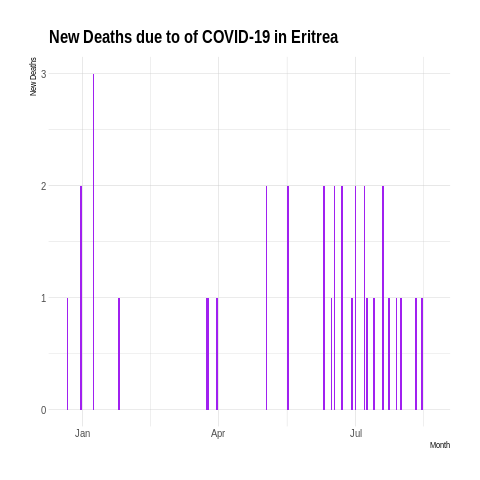 New Deaths due to of COVID-19 in Eritrea
New Deaths
3
2
1
0
Jan Apr Jul
Month